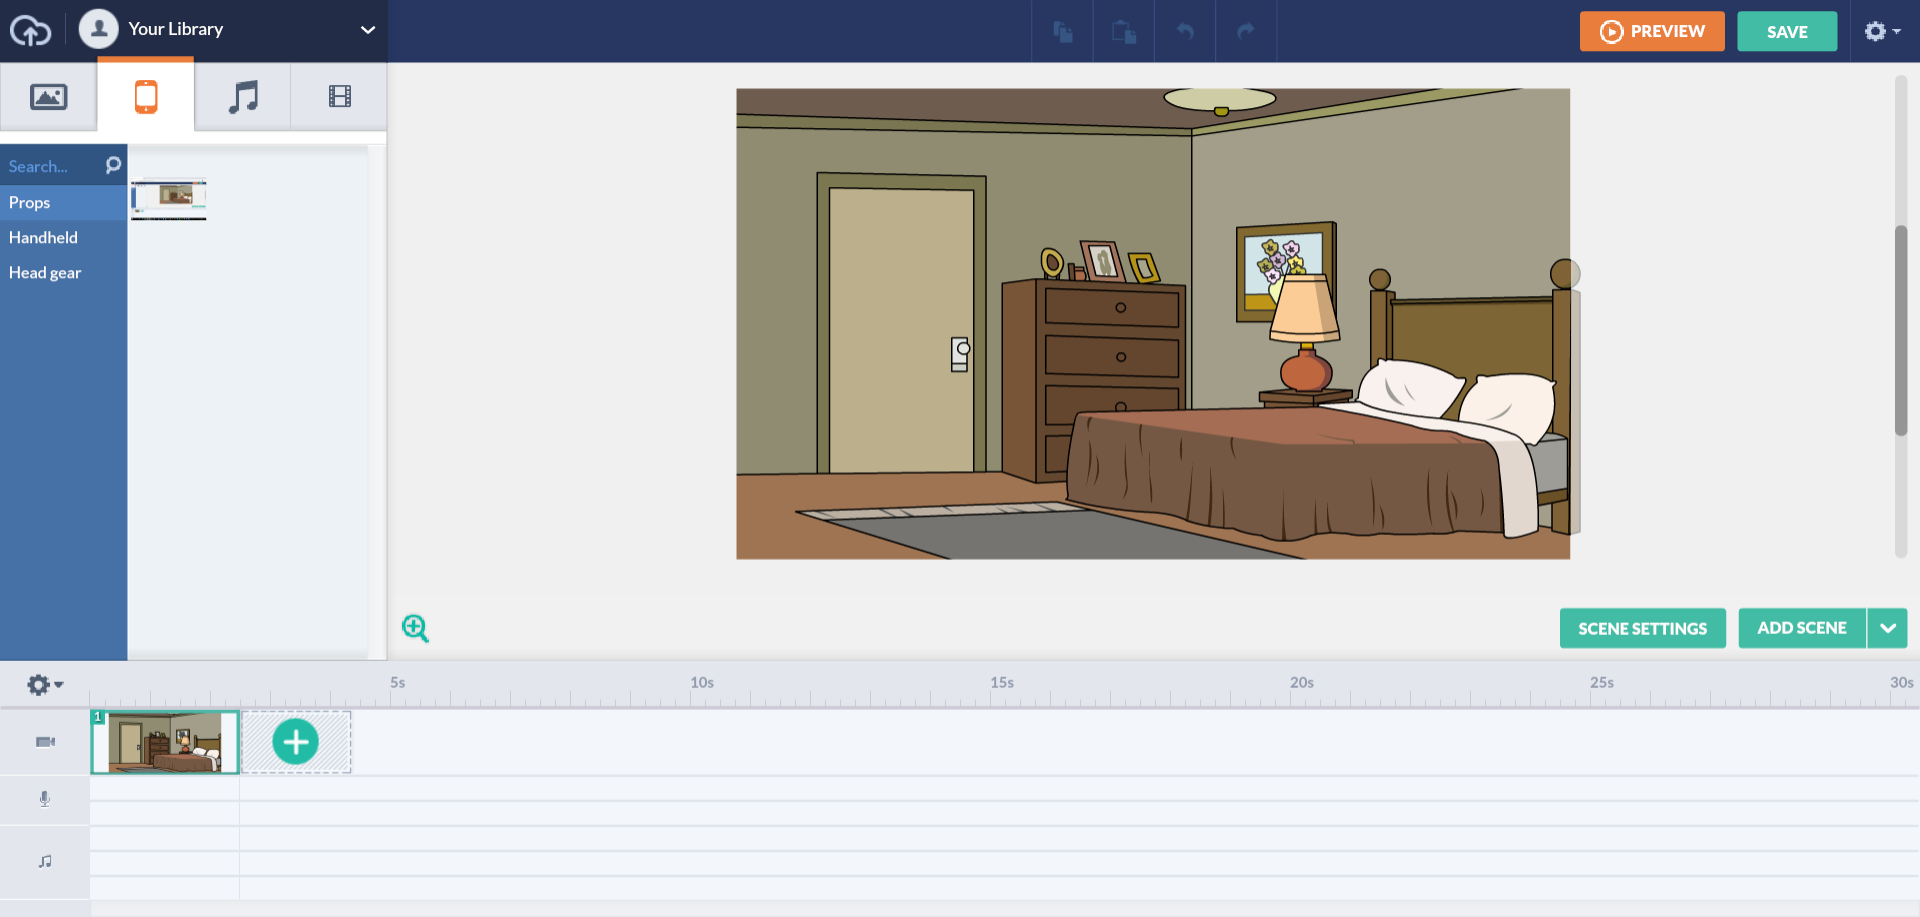 Your Library
PREVIEW
SAVE
Search...
Props
Handheld
Head gear
SCENE SETTINGS
ADD SCENE
5s
10s
15s
20s
25s
30s
1